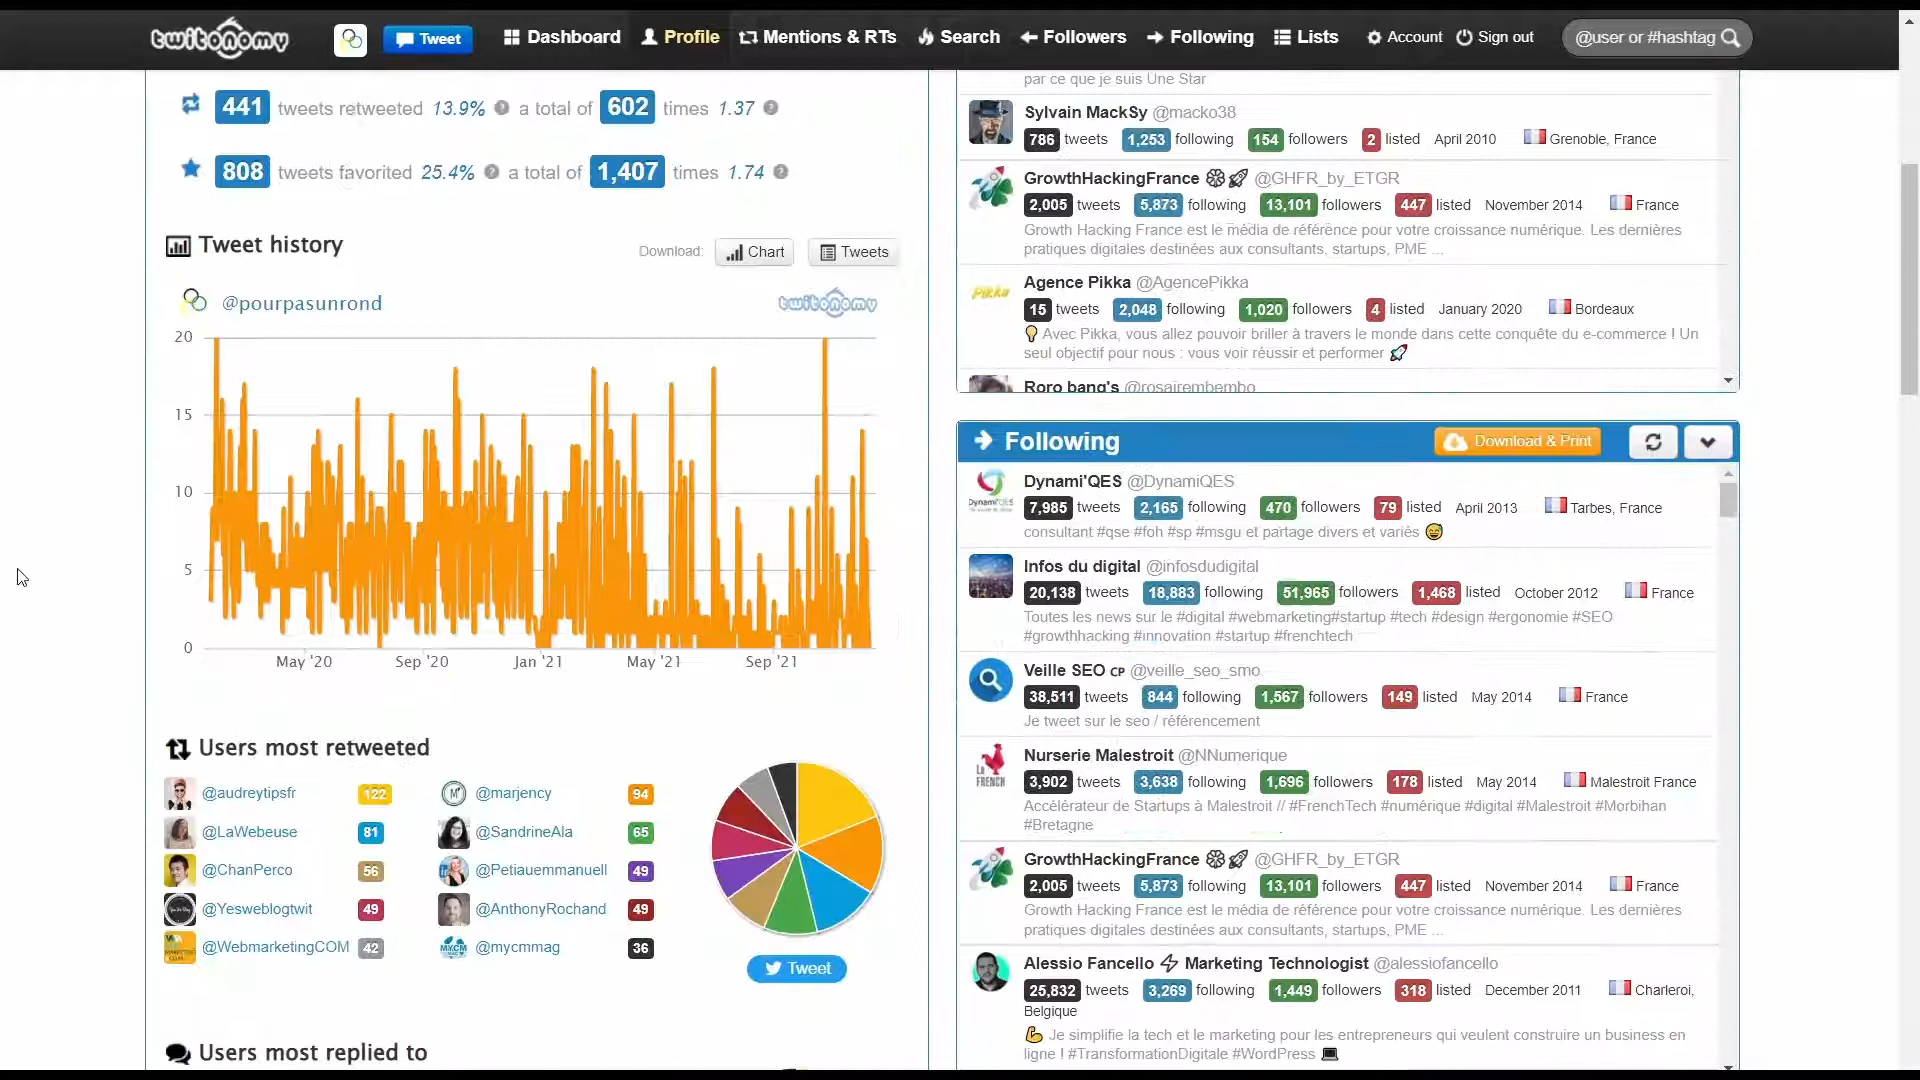 twitonomy Tweet Dashboard Profile Mentions & RTs Search Followers Following Lists Account Sign out @user or #hashtag
441 tweets retweeted 13.9% a total of 602 times 1.37
808 tweets favorited 25.4% a total of 1,407 times 1.74
Tweet history
Download: Chart Tweets
@pourpasunrond twitonomy
20
15
10
5
0
May '20 Sep '20 Jan '21 May '21 Sep '21
Users most retweeted
@audreytipsfr 122 @marjency 94
@LaWebeuse 81 @SandrineAla 65
@ChanPerco 56 @Petiauemmanuell 49
@Yesweblogtwit 49 @AnthonyRochand 49
@WebmarketingCOM 42 @mycmmag 36
Tweet
Users most replied to
par ce que je suis Une Star
Sylvain MackSy @macko38
786 tweets 1,253 following 154 followers 2 listed April 2010 Grenoble, France
GrowthHackingFrance @GHFR_by_ETGR
2,005 tweets 5,873 following 13,101 followers 447 listed November 2014 France
Growth Hacking France est le média de référence pour votre croissance numérique. Les dernières
pratiques digitales destinées aux consultants, startups, PME ...
Agence Pikka @AgencePikka
15 tweets 2,048 following 1,020 followers 4 listed January 2020 Bordeaux
Avec Pikka, vous allez pouvoir briller à travers le monde dans cette conquête du e-commerce ! Un
seul objectif pour nous : vous voir réussir et performer
Roro bang's @rosairembembo
Following Download & Print
Dynami'QES @DynamiQES
7,985 tweets 2,165 following 470 followers 79 listed April 2013 Tarbes, France
consultant #qse #foh #sp #msgu et partage divers et variés
Infos du digital @infosdudigital
20,138 tweets 18,883 following 51,965 followers 1,468 listed October 2012 France
Toutes les news sur le #digital #webmarketing#startup #tech #design #ergonomie #SEO
#growthhacking #innovation #startup #frenchtech
Veille SEO CP @veille_seo_smo
38,511 tweets 844 following 1,567 followers 149 listed May 2014 France
Je tweet sur le seo / référencement
Nurserie Malestroit @NNumerique
3,902 tweets 3,638 following 1,696 followers 178 listed May 2014 Malestroit France
Accélérateur de Startups à Malestroit // #FrenchTech #numérique #digital #Malestroit #Morbihan
#Bretagne
GrowthHackingFrance @GHFR_by_ETGR
2,005 tweets 5,873 following 13,101 followers 447 listed November 2014 France
Growth Hacking France est le média de référence pour votre croissance numérique. Les dernières
pratiques digitales destinées aux consultants, startups, PME ...
Alessio Fancello Marketing Technologist @alessiofancello
25,832 tweets 3,269 following 1,449 followers 318 listed December 2011 Charleroi,
Belgique
Je simplifie la tech et le marketing pour les entrepreneurs qui veulent construire un business en
ligne ! #TransformationDigitale #WordPress